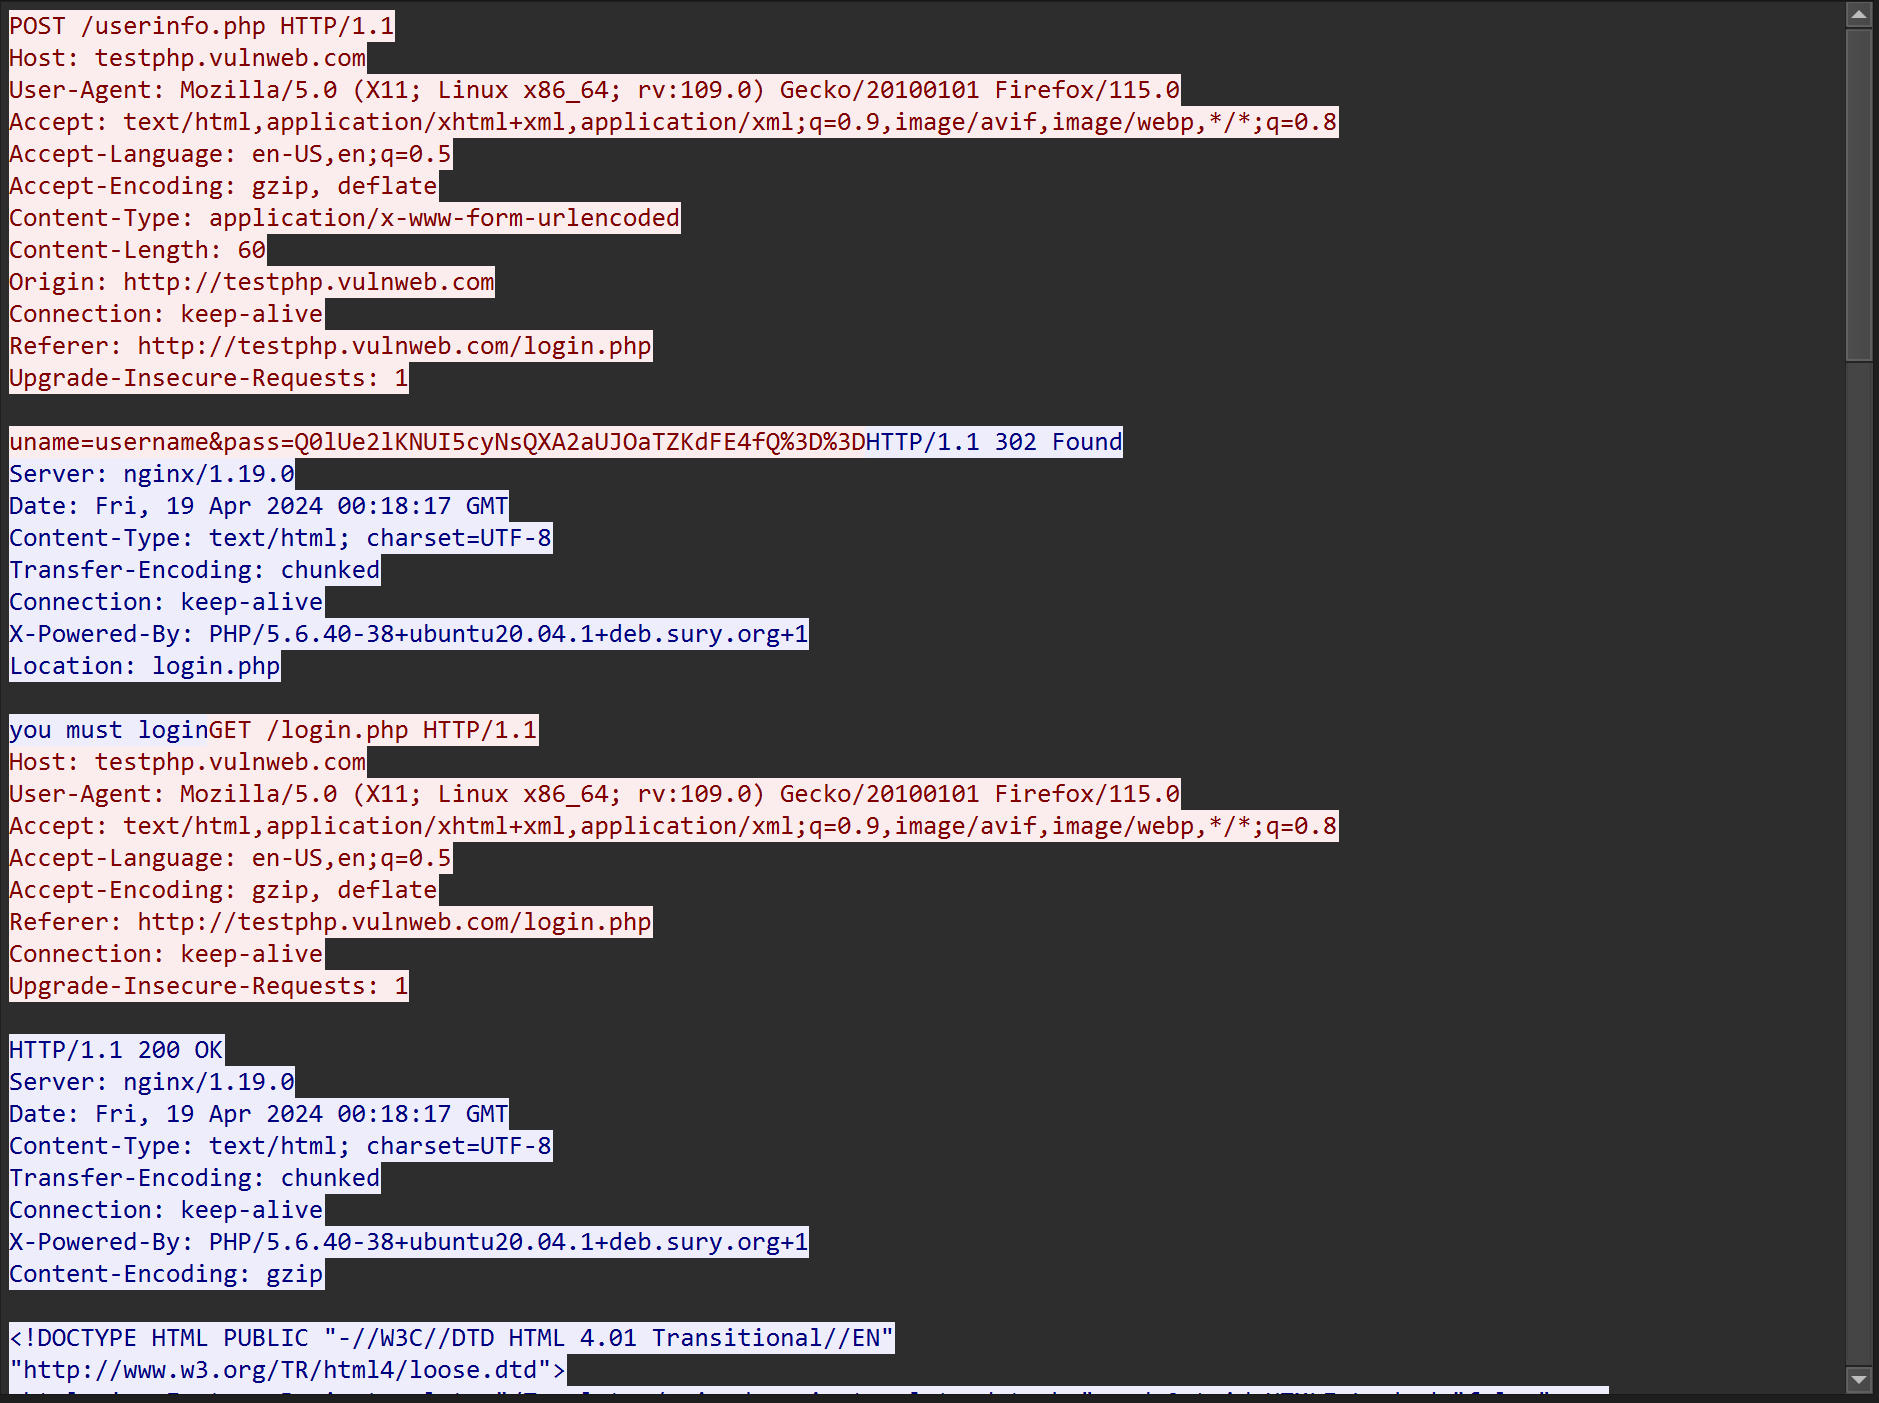 POST /userinfo.php HTTP/1.1
Host: testphp.vulnweb.com
User-Agent: Mozilla/5.0 (X11; Linux x86_64; rv:109.0) Gecko/20100101 Firefox/115.0
Accept: text/html,application/xhtml+xml,application/xml;q=0.9,image/avif,image/webp,*/*;q=0.8
Accept-Language: en-US,en;q=0.5
Accept-Encoding: gzip, deflate
Content-Type: application/x-www-form-urlencoded
Content-Length: 60
Origin: http://testphp.vulnweb.com
Connection: keep-alive
Referer: http://testphp.vulnweb.com/login.php
Upgrade-Insecure-Requests: 1
uname=username&pass=Q0lUe2lKNUI5cyNsQXA2aUJOaTZKdFE4fQ%3D%3DHTTP/1.1 302 Found
Server: nginx/1.19.0
Date: Fri, 19 Apr 2024 00:18:17 GMT
Content-Type: text/html; charset=UTF-8
Transfer-Encoding: chunked
Connection: keep-alive
X-Powered-By: PHP/5.6.40-38+ubuntu20.04.1+deb.sury.org+1
Location: login.php
you must loginGET /login.php HTTP/1.1
Host: testphp.vulnweb.com
User-Agent: Mozilla/5.0 (X11; Linux x86_64; rv:109.0) Gecko/20100101 Firefox/115.0
Accept: text/html,application/xhtml+xml,application/xml;q=0.9,image/avif,image/webp,*/*;q=0.8
Accept-Language: en-US,en;q=0.5
Accept-Encoding: gzip, deflate
Referer: http://testphp.vulnweb.com/login.php
Connection: keep-alive
Upgrade-Insecure-Requests: 1
HTTP/1.1 200 OK
Server: nginx/1.19.0
Date: Fri, 19 Apr 2024 00:18:17 GMT
Content-Type: text/html; charset=UTF-8
Transfer-Encoding: chunked
Connection: keep-alive
X-Powered-By: PHP/5.6.40-38+ubuntu20.04.1+deb.sury.org+1
Content-Encoding: gzip
<!DOCTYPE HTML PUBLIC "-//W3C//DTD HTML 4.01 Transitional//EN"
"http://www.w3.org/TR/html4/loose.dtd">